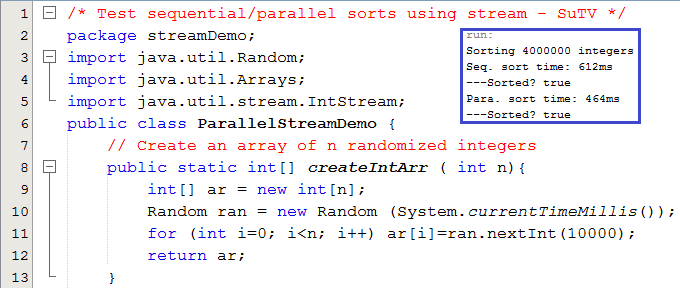 1 /* Test sequential/parallel sorts using stream - SuTV */
2 package streamDemo;
3 import java.util.Random;
4 import java.util.Arrays;
5 import java.util.stream.IntStream;
6 public class ParallelStreamDemo {
7 // Create an array of n randomized integers
8 public static int[] createIntArr ( int n){
9 int[] ar = new int[n];
10 Random ran = new Random (System.currentTimeMillis());
11 for (int i=0; i<n; i++) ar[i]=ran.nextInt(10000);
12 return ar;
13 }
run:
Sorting 4000000 integers
Seq. sort time: 612ms
---Sorted? true
Para. sort time: 464ms
---Sorted? true